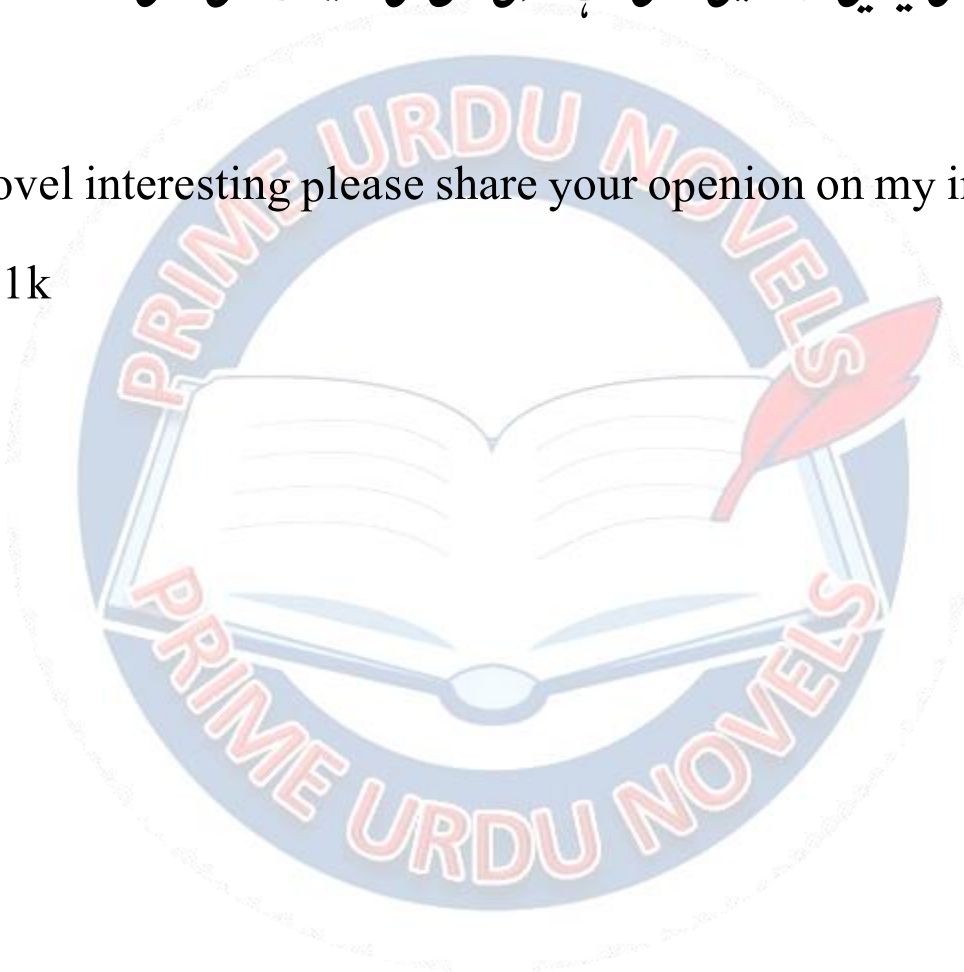 PRIME URDU NOVELS
ovel interesting please share your openion on my i
1k
PRIME URDU NOVELS